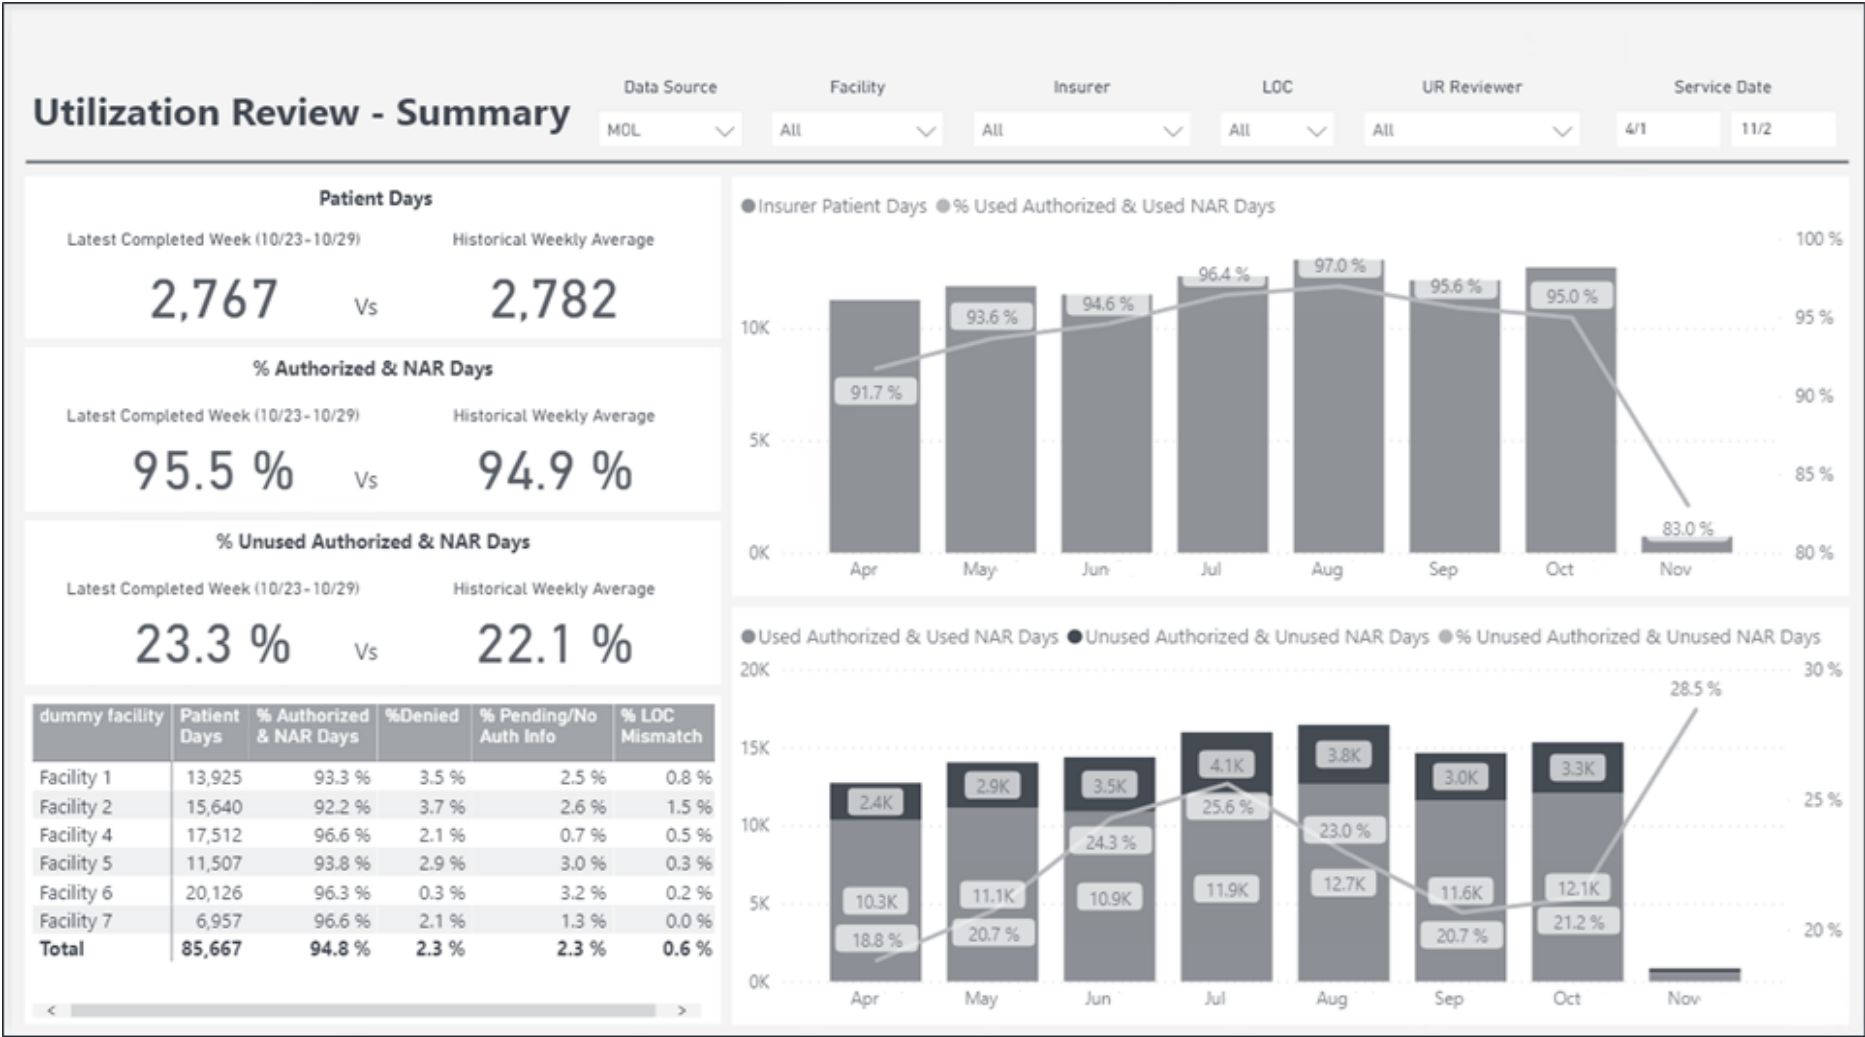 Utilization Review - Summary
Data Source
MOL
Facility
All
Insurer
All
LOC
All
UR Reviewer
All
Service Date
4/1 11/2
Patient Days
Latest Completed Week (10/23-10/29) Historical Weekly Average
2,767 Vs 2,782
% Authorized & NAR Days
Latest Completed Week (10/23-10/29) Historical Weekly Average
95.5 % Vs 94.9 %
% Unused Authorized & NAR Days
Latest Completed Week (10/23-10/29) Historical Weekly Average
23.3 % Vs 22.1 %
dummy facility Patient Days % Authorized & NAR Days %Denied % Pending/No Auth Info % LOC Mismatch
Facility 1 13,925 93.3 % 3.5 % 2.5 % 0.8 %
Facility 2 15,640 92.2 % 3.7 % 2.6 % 1.5 %
Facility 4 17,512 96.6 % 2.1 % 0.7 % 0.5 %
Facility 5 11,507 93.8 % 2.9 % 3.0 % 0.3 %
Facility 6 20,126 96.3 % 0.3 % 3.2 % 0.2 %
Facility 7 6,957 96.6 % 2.1 % 1.3 % 0.0 %
Total 85,667 94.8 % 2.3 % 2.3 % 0.6 %
Insurer Patient Days % Used Authorized & Used NAR Days
100 %
95 %
90 %
85 %
80 %
10K
5K
0K
91.7 % 93.6 % 94.6 % 96.4 % 97.0 % 95.6 % 95.0 % 83.0 %
Apr May Jun Jul Aug Sep Oct Nov
Used Authorized & Used NAR Days Unused Authorized & Unused NAR Days % Unused Authorized & Unused NAR Days
20K
15K
10K
5K
0K
30 %
25 %
20 %
2.4K 2.9K 3.5K 4.1K 3.8K 3.0K 3.3K
10.3K 11.1K 10.9K 11.9K 12.7K 11.6K 12.1K
18.8 % 20.7 % 24.3 % 25.6 % 23.0 % 20.7 % 21.2 % 28.5 %
Apr May Jun Jul Aug Sep Oct Nov